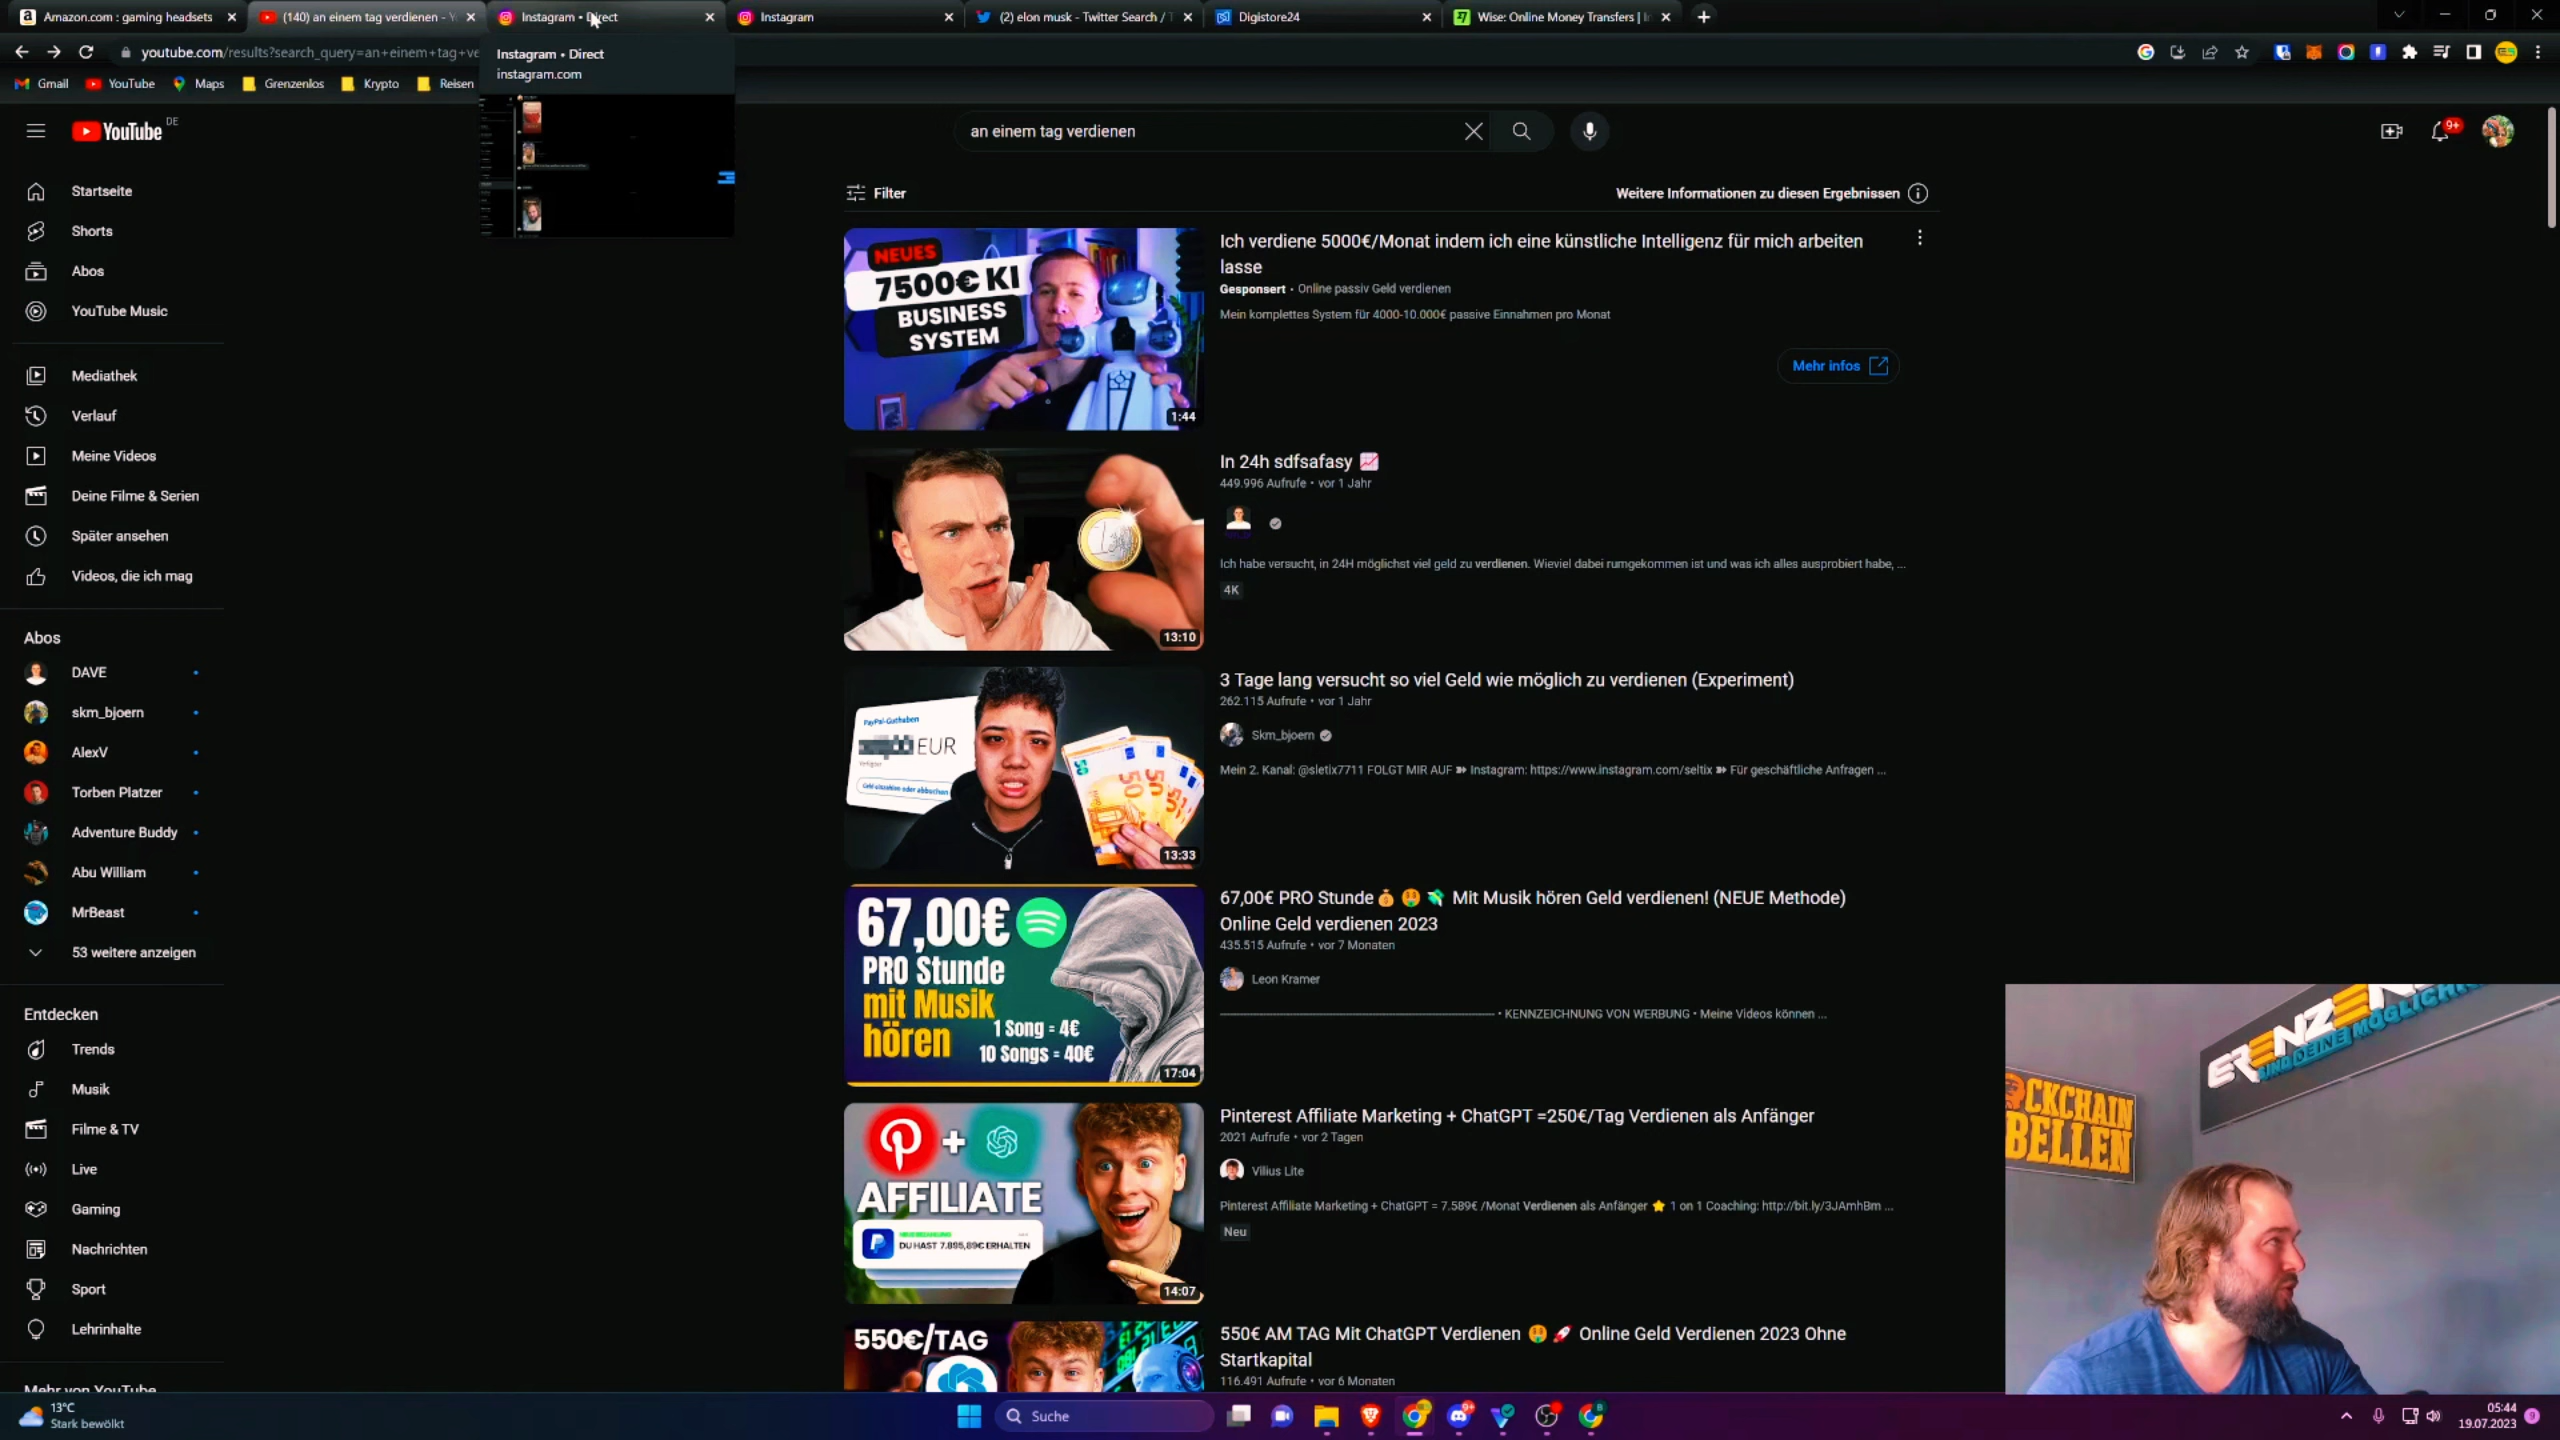 Amazon.com : gaming headsets
(140) an einem tag verdienen - Y
Instagram • Direct
Instagram
(2) elon musk - Twitter Search / T
Digistore24
Wise: Online Money Transfers | In
youtube.com/results?search_query=an+einem+tag+ve
Instagram • Direct
instagram.com
Gmail
YouTube
Maps
Grenzenlos
Krypto
Reisen
YouTube DE
an einem tag verdienen
9+
Startseite
Shorts
Abos
YouTube Music
Mediathek
Verlauf
Meine Videos
Deine Filme & Serien
Später ansehen
Videos, die ich mag
Abos
DAVE
skm_bjoern
AlexV
Torben Platzer
Adventure Buddy
Abu William
MrBeast
53 weitere anzeigen
Entdecken
Trends
Musik
Filme & TV
Live
Gaming
Nachrichten
Sport
Lehrinhalte
Mehr von YouTube
Filter
Weitere Informationen zu diesen Ergebnissen
NEUES
7500€ KI
BUSINESS
SYSTEM
1:44
Ich verdiene 5000€/Monat indem ich eine künstliche Intelligenz für mich arbeiten
lasse
Gesponsert • Online passiv Geld verdienen
Mein komplettes System für 4000-10.000€ passive Einnahmen pro Monat
Mehr infos
13:10
In 24h sdfsafasy 📈
449.996 Aufrufe • vor 1 Jahr
Ich habe versucht, in 24H möglichst viel geld zu verdienen. Wieviel dabei rumgekommen ist und was ich alles ausprobiert habe, ...
4K
PayPal-Guthaben
EUR
Verfügbar
Geld einzahlen oder abbuchen
13:33
3 Tage lang versucht so viel Geld wie möglich zu verdienen (Experiment)
262.115 Aufrufe • vor 1 Jahr
Skm_bjoern
Mein 2. Kanal: @sletix7711 FOLGT MIR AUF ➽ Instagram: https://www.instagram.com/seltix ➽ Für geschäftliche Anfragen ...
67,00€
PRO Stunde
mit Musik
hören
1 Song = 4€
10 Songs = 40€
17:04
67,00€ PRO Stunde💰 🤑 💸 Mit Musik hören Geld verdienen! (NEUE Methode)
Online Geld verdienen 2023
435.515 Aufrufe • vor 7 Monaten
Leon Kramer
• KENNZEICHNUNG VON WERBUNG • Meine Videos können ...
+
AFFILIATE
DU HAST 7.895,89€ ERHALTEN
14:07
Pinterest Affiliate Marketing + ChatGPT =250€/Tag Verdienen als Anfänger
2021 Aufrufe • vor 2 Tagen
Vilius Lite
Pinterest Affiliate Marketing + ChatGPT = 7.589€ /Monat Verdienen als Anfänger ⭐ 1 on 1 Coaching: http://bit.ly/3JAmhBm ...
Neu
550€/TAG
550€ AM TAG Mit ChatGPT Verdienen 🤑 🚀 Online Geld Verdienen 2023 Ohne
Startkapital
116.491 Aufrufe • vor 6 Monaten
ERENZEN
SIND DEINE MÖGLICHK
OCKCHAIN
BELLEN
13°C
Stark bewölkt
Suche
05:44
19.07.2023